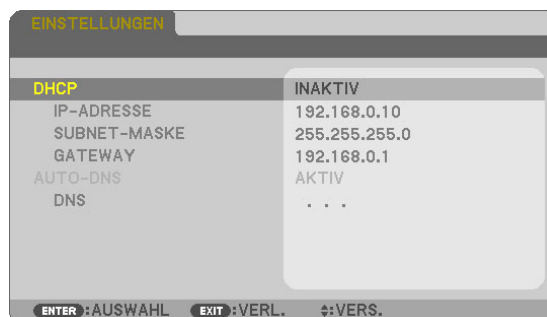 EINSTELLUNGEN
DHCP INAKTIV
IP-ADRESSE 192.168.0.10
SUBNET-MASKE 255.255.255.0
GATEWAY 192.168.0.1
AUTO-DNS AKTIV
DNS . . .
ENTER :AUSWAHL EXIT :VERL. :VERS.